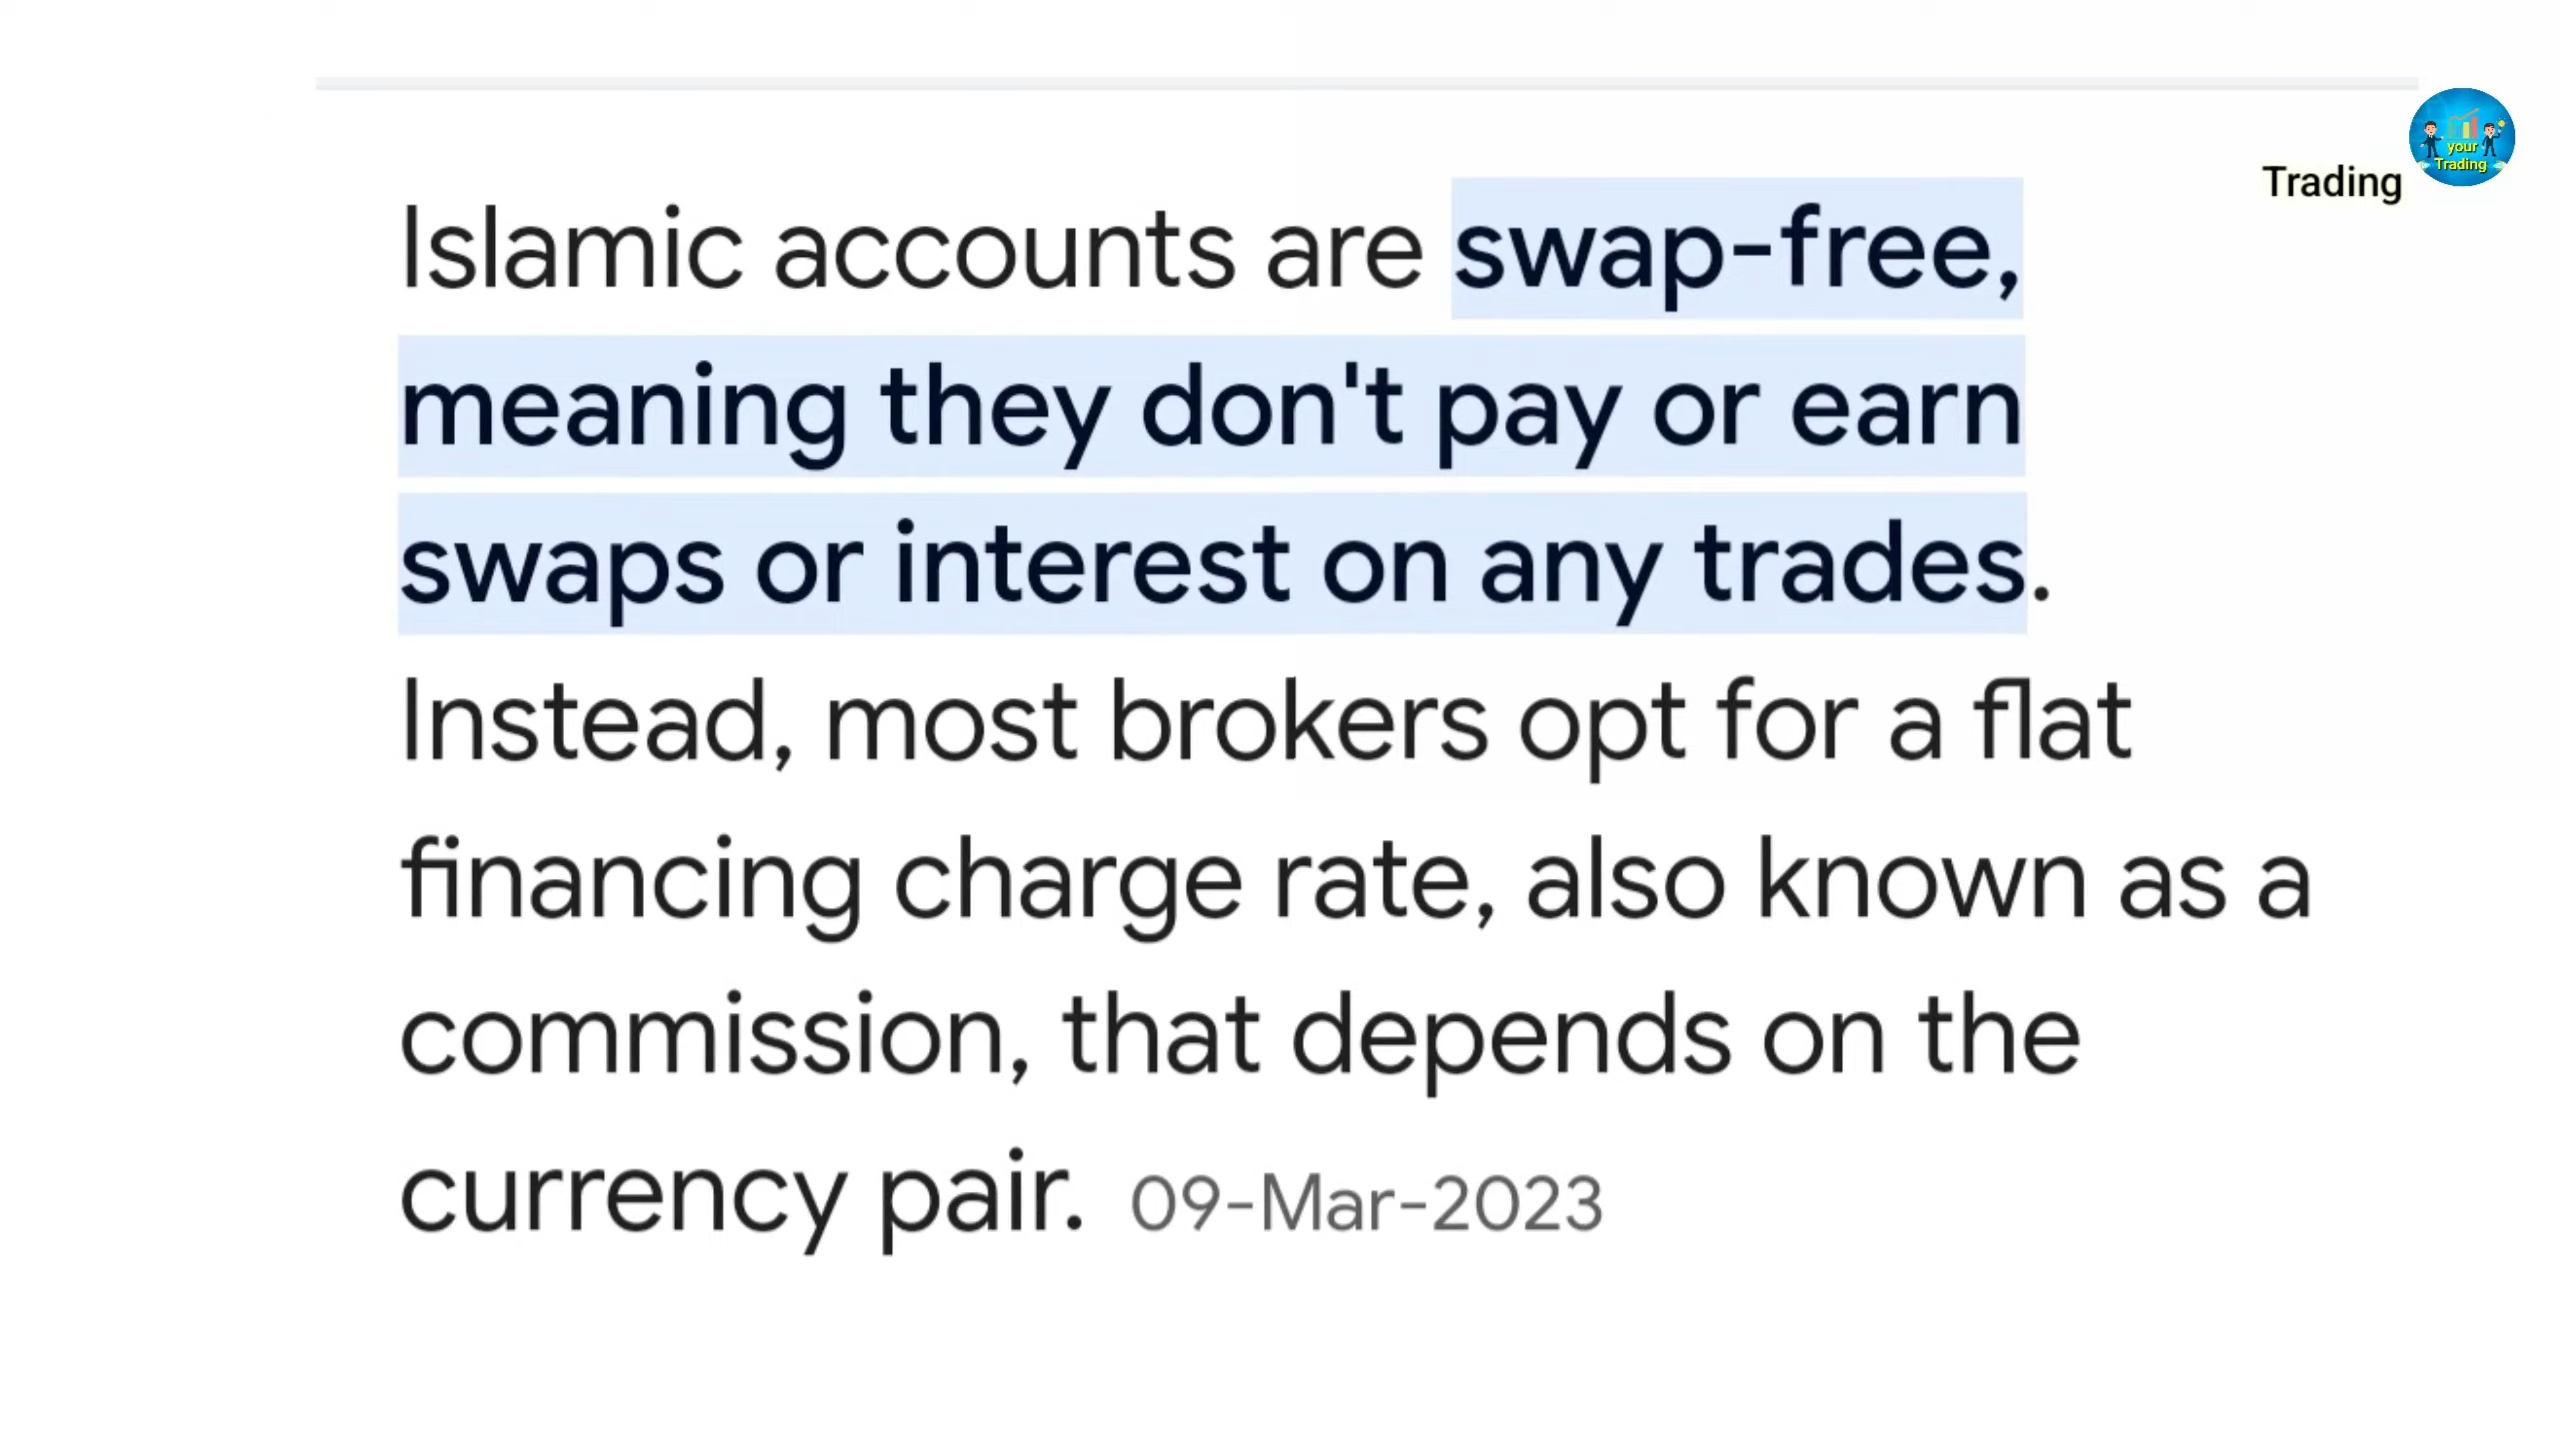 Trading
your
Trading
Islamic accounts are swap-free,
meaning they don't pay or earn
swaps or interest on any trades.
Instead, most brokers opt for a flat
financing charge rate, also known as a
commission, that depends on the
currency pair. 09-Mar-2023